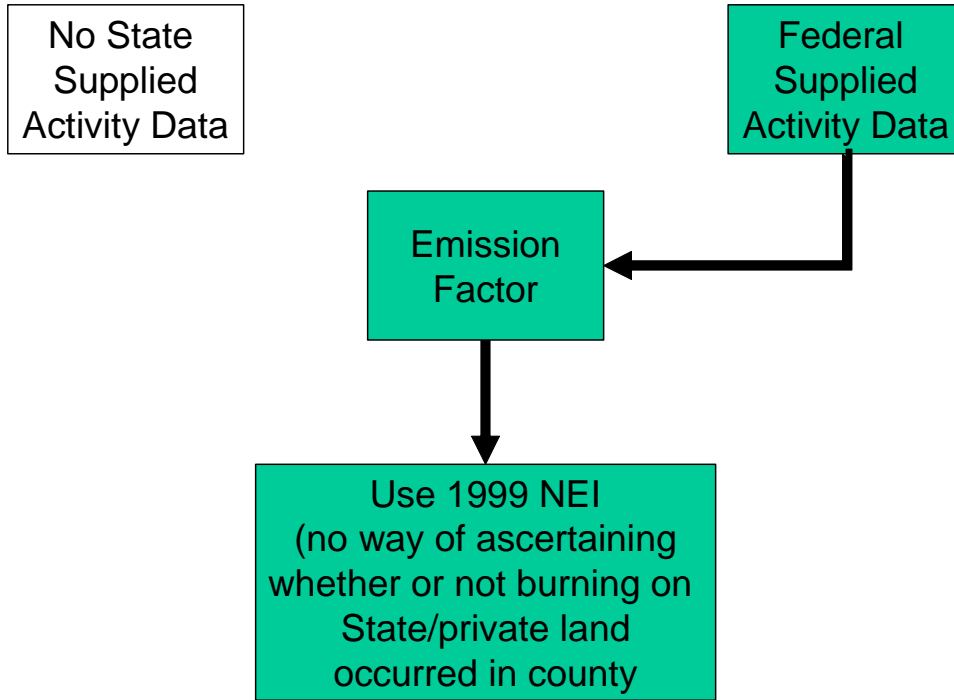 No State
Supplied
Activity Data
Federal
Supplied
Activity Data
Emission
Factor
Use 1999 NEI
(no way of ascertaining
whether or not burning on
State/private land
occurred in county